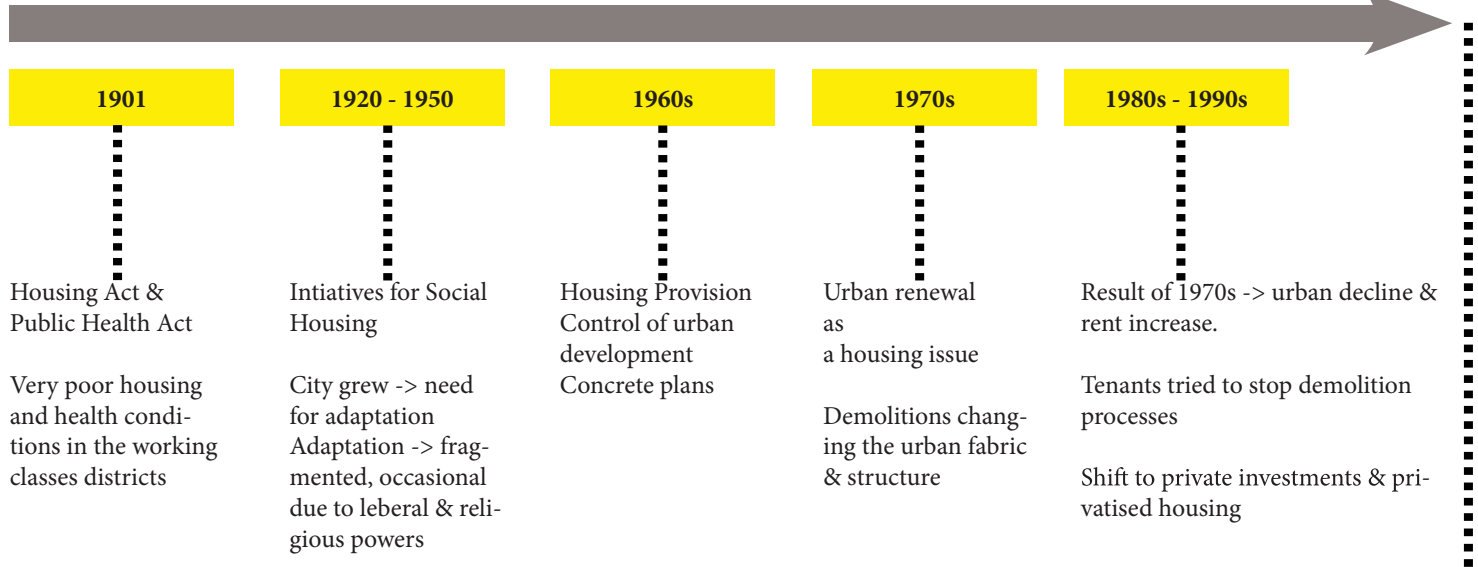 1901
Housing Act &
Public Health Act
Very poor housing
and health condi-
tions in the working
classes districts
1920 - 1950
Intiatives for Social
Housing
City grew -> need
for adaptation
Adaptation -> frag-
mented, occasional
due to leberal & reli-
gious powers
1960s
Housing Provision
Control of urban
development
Concrete plans
1970s
Urban renewal
as
a housing issue
Demolitions chang-
ing the urban fabric
& structure
1980s - 1990s
Result of 1970s -> urban decline &
rent increase.
Tenants tried to stop demolition
processes
Shift to private investments & pri-
vatised housing